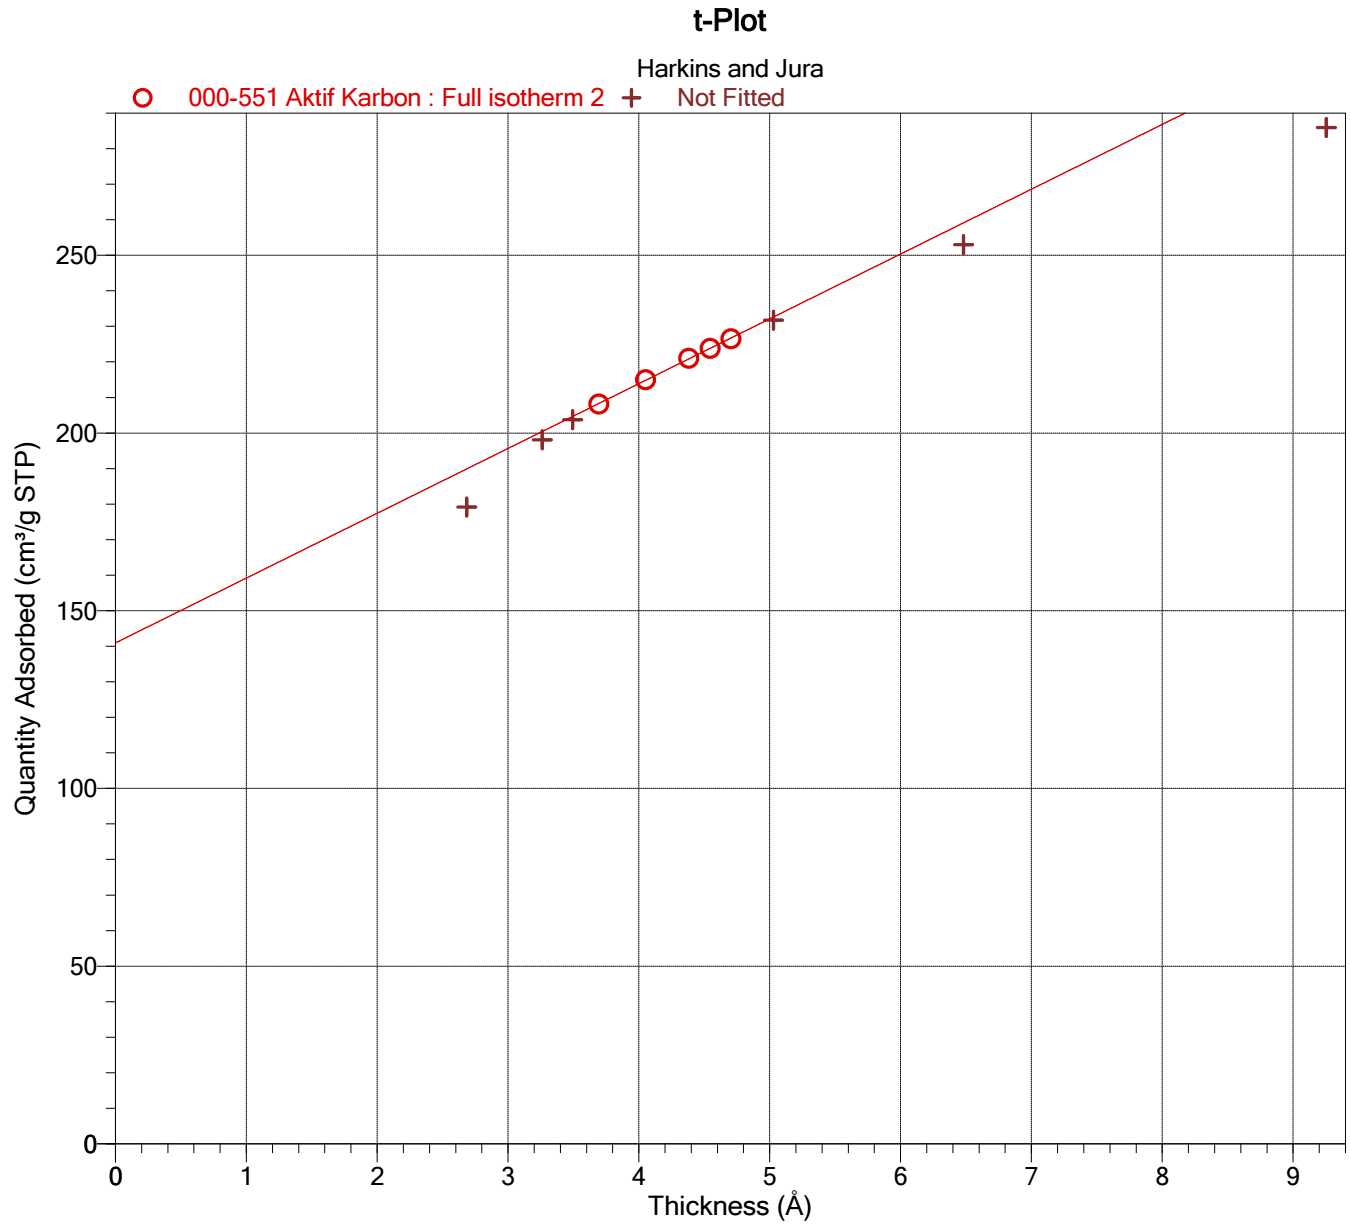 t-Plot
Harkins and Jura
000-551 Aktif Karbon : Full isotherm 2
Not Fitted
Quantity Adsorbed (cm³/g STP)
250
200
150
100
50
0
0 1 2 3 4 5 6 7 8 9
Thickness (Å)